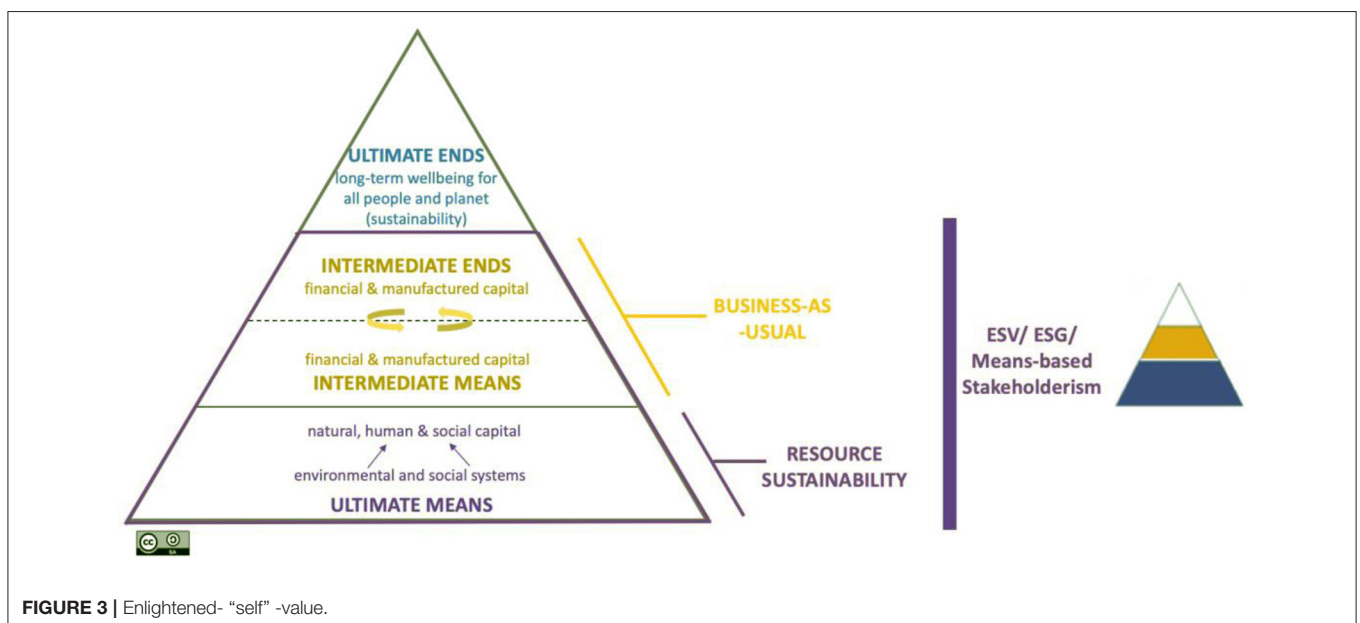 ULTIMATE ENDS
long-term wellbeing for
all people and planet
(sustainability)
INTERMEDIATE ENDS
financial & manufactured capital
financial & manufactured capital
INTERMEDIATE MEANS
natural, human & social capital
environmental and social systems
ULTIMATE MEANS
BUSINESS-AS
-USUAL
RESOURCE
SUSTAINABILITY
ESV/ ESG/
Means-based
Stakeholderism
cc
SA
FIGURE 3 | Enlightened- “self” -value.